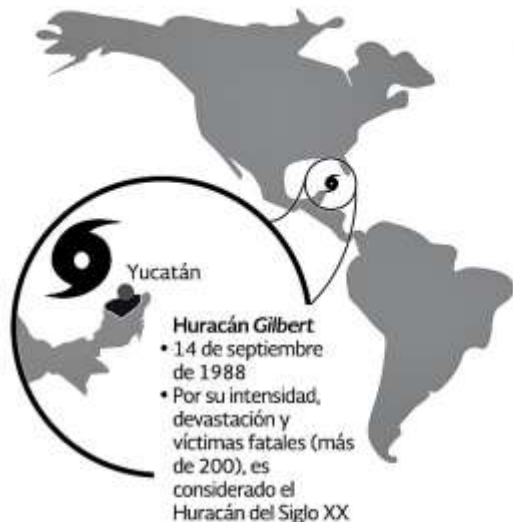 Yucatán
Huracán Gilbert
• 14 de septiembre
de 1988
• Por su intensidad,
devastación y
víctimas fatales (más
de 200), es
considerado el
Huracán del Siglo XX